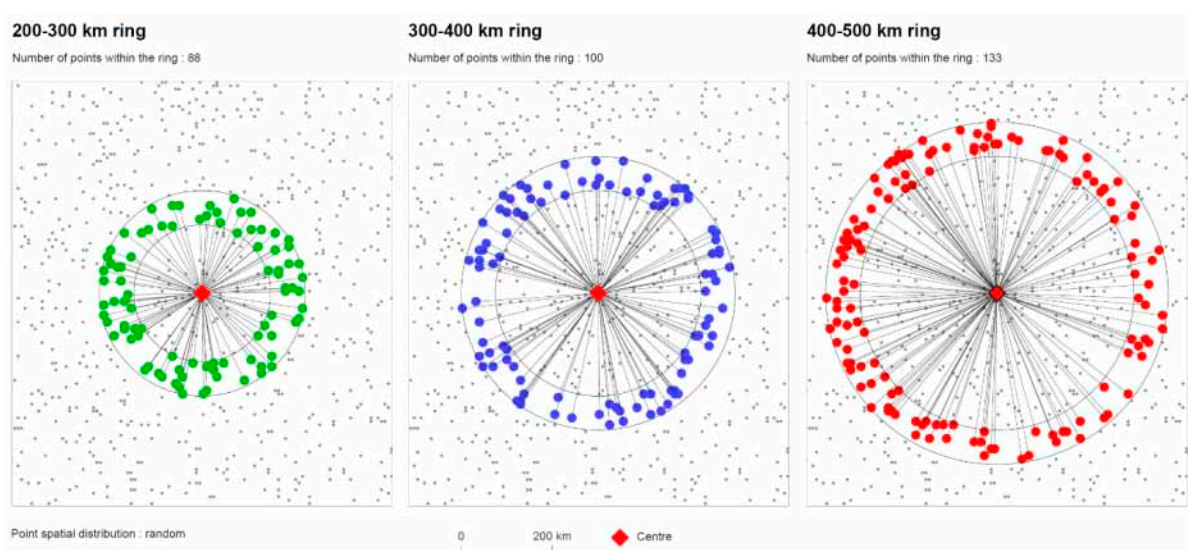 200-300 km ring
Number of points within the ring : 88
300-400 km ring
Number of points within the ring : 100
400-500 km ring
Number of points within the ring : 133
Point spatial distribution : random
0 200 km
Centre